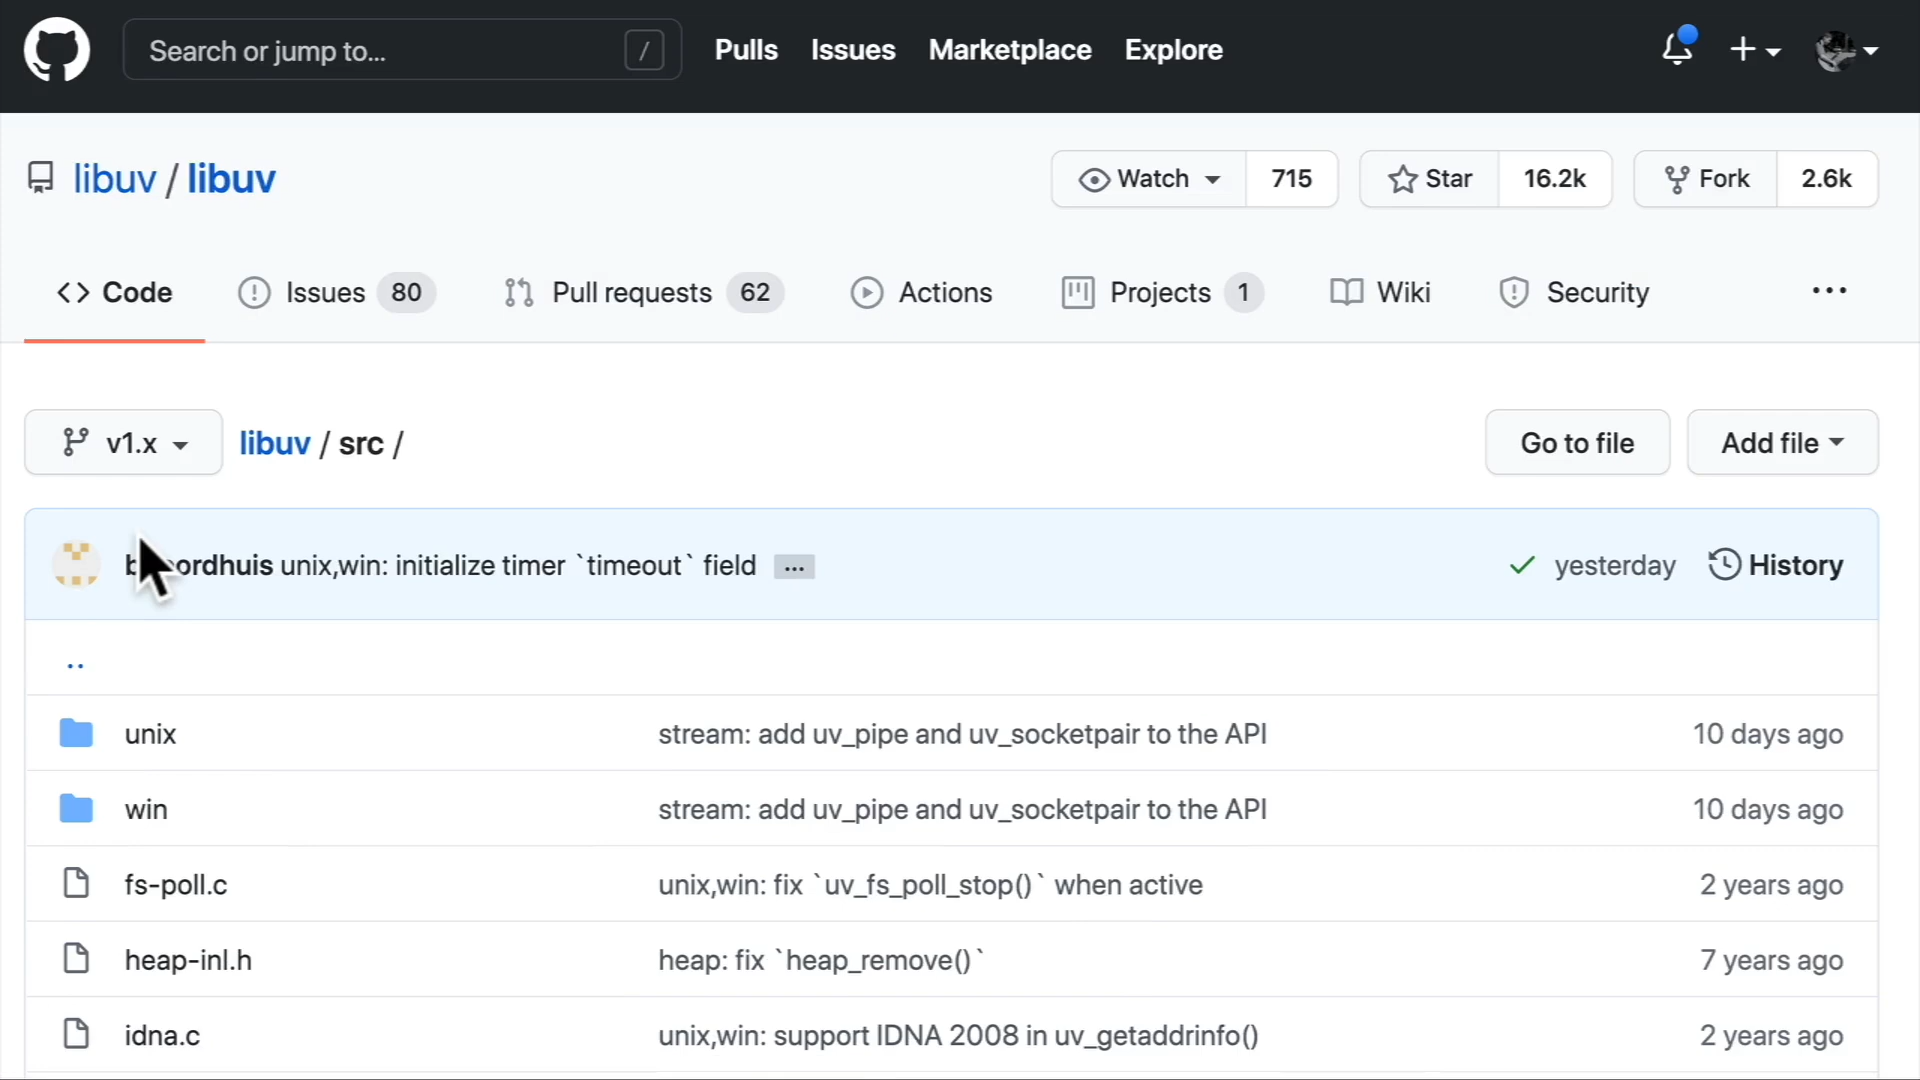 Search or jump to... /
Pulls Issues Marketplace Explore
libuv / libuv
Watch 715
Star 16.2k
Fork 2.6k
Code
Issues 80
Pull requests 62
Actions
Projects 1
Wiki
Security
...
v1.x
libuv / src /
Go to file
Add file
unix,win: initialize timer `timeout` field ...
yesterday
History
..
unix stream: add uv_pipe and uv_socketpair to the API 10 days ago
win stream: add uv_pipe and uv_socketpair to the API 10 days ago
fs-poll.c unix,win: fix `uv_fs_poll_stop()` when active 2 years ago
heap-inl.h heap: fix `heap_remove()` 7 years ago
idna.c unix,win: support IDNA 2008 in uv_getaddrinfo() 2 years ago